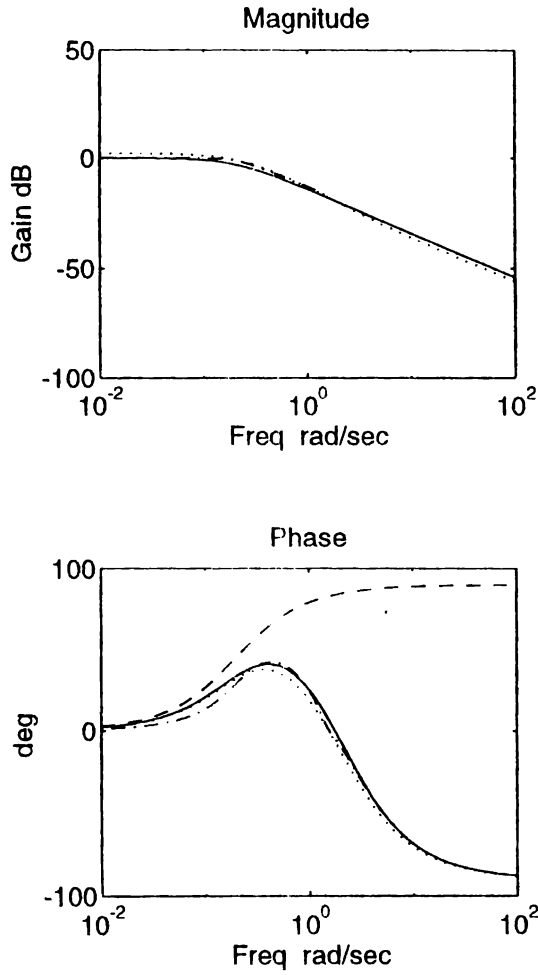 Magnitude
50
0
-50
-100
Gain dB
10^-2
10^0
10^2
Freq rad/sec
Phase
100
0
-100
deg
10^-2
10^0
10^2
Freq rad/sec